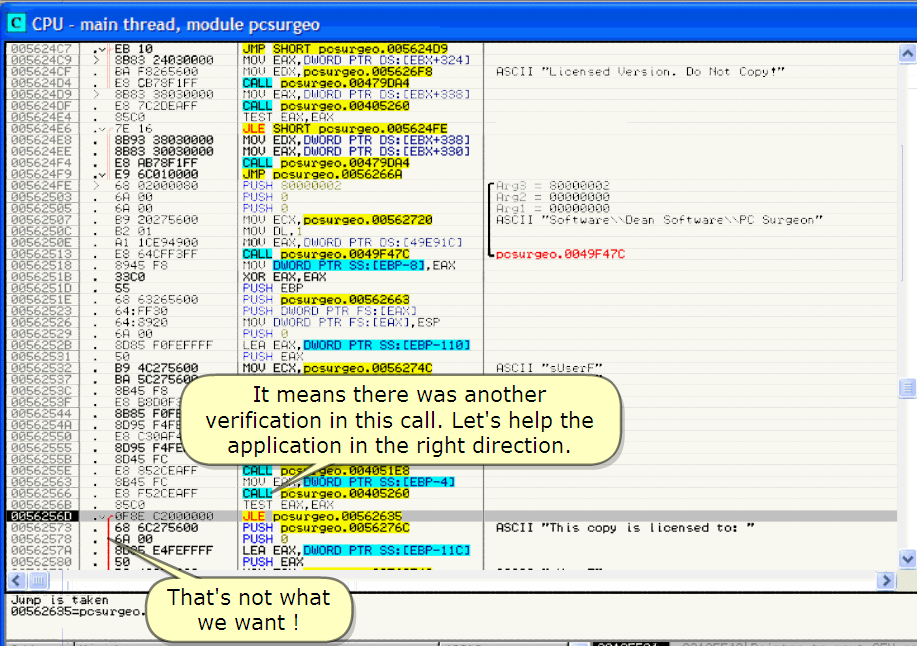 C CPU - main thread, module pcsurgeo
005624C7 EB 10 JMP SHORT pcsurgeo.005624D9
005624C9 8B83 24030000 MOV EAX,DWORD PTR DS:[EBX+324]
005624CF BA F8265600 MOV EDX,pcsurgeo.005626F8 ASCII "Licensed Version. Do Not Copy!"
005624D4 E8 CB78F1FF CALL pcsurgeo.00479DA4
005624D9 8B83 38030000 MOV EAX,DWORD PTR DS:[EBX+338]
005624DF E8 7C2DEAFF CALL pcsurgeo.00405260
005624E4 85C0 TEST EAX,EAX
005624E6 7E 16 JLE SHORT pcsurgeo.005624FE
005624E8 8B93 38030000 MOV EDX,DWORD PTR DS:[EBX+338]
005624EE 8B83 30030000 MOV EAX,DWORD PTR DS:[EBX+330]
005624F4 E8 AB78F1FF CALL pcsurgeo.00479DA4
005624F9 E9 6C010000 JMP pcsurgeo.0056266A
005624FE 68 02000080 PUSH 80000002 Arg3 = 80000002
00562503 6A 00 PUSH 0 Arg2 = 00000000
00562505 6A 00 PUSH 0 Arg1 = 00000000
00562507 B9 20275600 MOV ECX,pcsurgeo.00562720 ASCII "Software\\Dean Software\\PC Surgeon"
0056250C B2 01 MOV DL,1
0056250E A1 1CE94900 MOV EAX,DWORD PTR DS:[49E91C]
00562513 E8 64CFF3FF CALL pcsurgeo.0049F47C pcsurgeo.0049F47C
00562518 8945 F8 MOV DWORD PTR SS:[EBP-8],EAX
0056251B 33C0 XOR EAX,EAX
0056251D 55 PUSH EBP
0056251E 68 63265600 PUSH pcsurgeo.00562663
00562523 64:FF30 PUSH DWORD PTR FS:[EAX]
00562526 64:8920 MOV DWORD PTR FS:[EAX],ESP
00562529 6A 00 PUSH 0
0056252B 8D85 F0FEFFFF LEA EAX,DWORD PTR SS:[EBP-110]
00562531 50 PUSH EAX
00562532 B9 4C275600 MOV ECX,pcsurgeo.0056274C ASCII "sUserF"
00562537 BA 5C275600
0056253C 8B45 F8
0056253F
00562544 8B85
0056254A 8D95
00562550 E8
00562555 8D95
0056255B 8D45 FC
0056255E E8 852CEAFF CALL pcsurgeo.004051E8
00562563 8B45 FC MOV EAX,DWORD PTR SS:[EBP-4]
00562566 E8 F52CEAFF CALL pcsurgeo.00405260
0056256B 85C0 TEST EAX,EAX
0056256D 0F8E C2000000 JLE pcsurgeo.00562635
00562573 68 6C275600 PUSH pcsurgeo.0056276C ASCII "This copy is licensed to: "
00562578 6A 00 PUSH 0
0056257A 8D85 E4FEFFFF LEA EAX,DWORD PTR SS:[EBP-11C]
00562580 50 PUSH EAX
It means there was another
verification in this call. Let's help the
application in the right direction.
Jump is taken
00562635=pcsurgeo.
That's not what
we want !